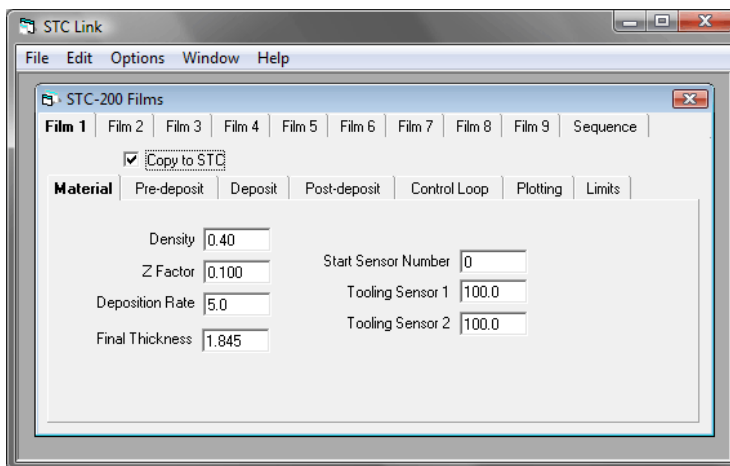 STC Link
File Edit Options Window Help
STC-200 Films
Film 1 Film 2 Film 3 Film 4 Film 5 Film 6 Film 7 Film 8 Film 9 Sequence
Copy to STC
Material Pre-deposit Deposit Post-deposit Control Loop Plotting Limits
Density 0.40
Z Factor 0.100
Deposition Rate 5.0
Final Thickness 1.845
Start Sensor Number 0
Tooling Sensor 1 100.0
Tooling Sensor 2 100.0